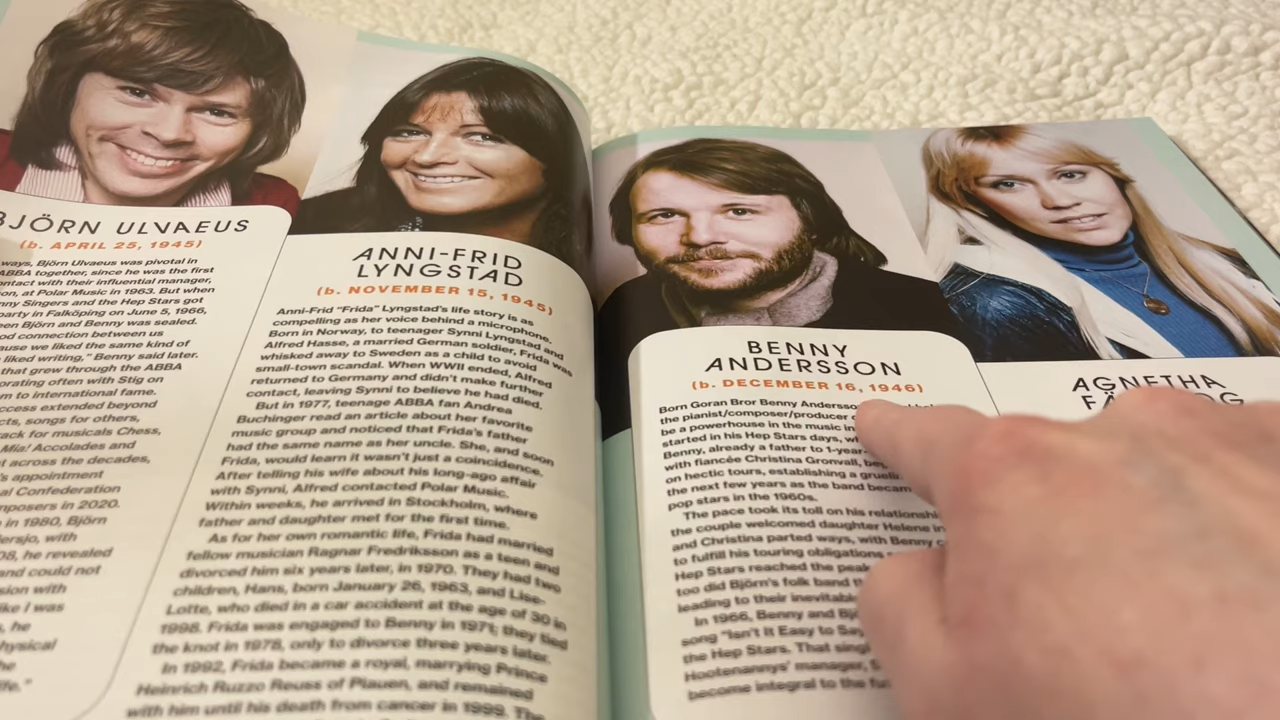 BJÖRN ULVAEUS
(b. APRIL 25, 1945)
ways, Björn Ulvaeus was pivotal in
ABBA together, since he was the first
contact with their influential manager,
on, at Polar Music in 1963. But when
nny Singers and the Hep Stars got
party in Falköping on June 5, 1966,
een Björn and Benny was sealed.
od connection between us
ause we liked the same kind of
liked writing," Benny said later.
that grew through the ABBA
orating often with Stig on
m to international fame.
ccess extended beyond
cts, songs for others,
ack for musicals Chess,
Mia! Accolades and
t across the decades,
's appointment
al Confederation
mposers in 2020.
in 1980, Björn
ersjo, with
08, he revealed
and could not
sion with
ike I was
, he
hysical
he
ife."
ANNI-FRID
LYNGSTAD
(b. NOVEMBER 15, 1945)
Anni-Frid "Frida" Lyngstad's life story is as
compelling as her voice behind a microphone.
Born in Norway, to teenager Synni Lyngstad and
Alfred Hasse, a married German soldier, Frida was
whisked away to Sweden as a child to avoid
small-town scandal. When WWII ended, Alfred
returned to Germany and didn't make further
contact, leaving Synni to believe he had died.
But in 1977, teenage ABBA fan Andrea
Buchinger read an article about her favorite
music group and noticed that Frida's father
had the same name as her uncle. She, and soon
Frida, would learn it wasn't just a coincidence.
After telling his wife about his long-ago affair
with Synni, Alfred contacted Polar Music.
Within weeks, he arrived in Stockholm, where
father and daughter met for the first time.
As for her own romantic life, Frida had married
fellow musician Ragnar Fredriksson as a teen and
divorced him six years later, in 1970. They had two
children, Hans, born January 26, 1963, and Lise-
Lotte, who died in a car accident at the age of 30 in
1998. Frida was engaged to Benny in 1971; they tied
the knot in 1978, only to divorce three years later.
In 1992, Frida became a royal, marrying Prince
Heinrich Ruzzo Reuss of Plauen, and remained
with him until his death from cancer in 1999. The
BENNY
ANDERSSON
(b. DECEMBER 16, 1946)
Born Goran Bror Benny Andersso
the pianist/composer/producer
be a powerhouse in the music in
started in his Hep Stars days, w
Benny, already a father to 1-year-
with fiancée Christina Gronvall, be
on hectic tours, establishing a gruel
the next few years as the band becam
pop stars in the 1960s.
The pace took its toll on his relationsh
the couple welcomed daughter Helene in
and Christina parted ways, with Benny
to fulfill his touring obligations
Hep Stars reached the peak
too did Björn's folk band t
leading to their inevitab
In 1966, Benny and Bj
song "Isn't It Easy to Say
the Hep Stars. That sing
Hootenannys' manager, S
become integral to the fu
AGNETHA